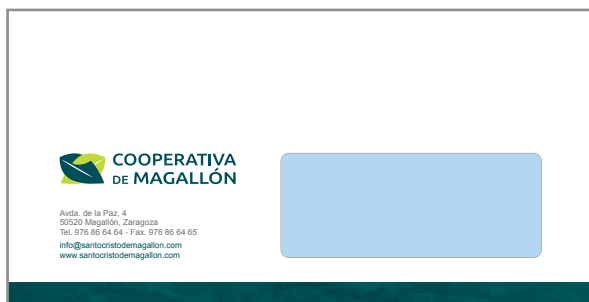 COOPERATIVA
DE MAGALLÓN
Avda. de la Paz, 4
50520 Magallón, Zaragoza
Tel. 976 86 64 64 - Fax. 976 86 64 65
info@santocristodemagallon.com
www.santocristodemagallon.com